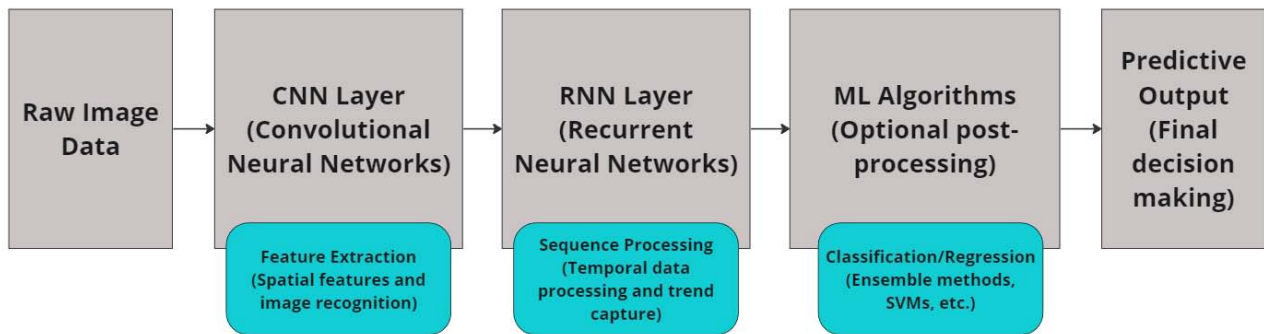 Raw Image
Data
CNN Layer
(Convolutional
Neural Networks)
Feature Extraction
(Spatial features and
image recognition)
RNN Layer
(Recurrent
Neural Networks)
Sequence Processing
(Temporal data
processing and trend
capture)
ML Algorithms
(Optional post-
processing)
Classification/Regression
(Ensemble methods,
SVMs, etc.)
Predictive
Output
(Final
decision
making)